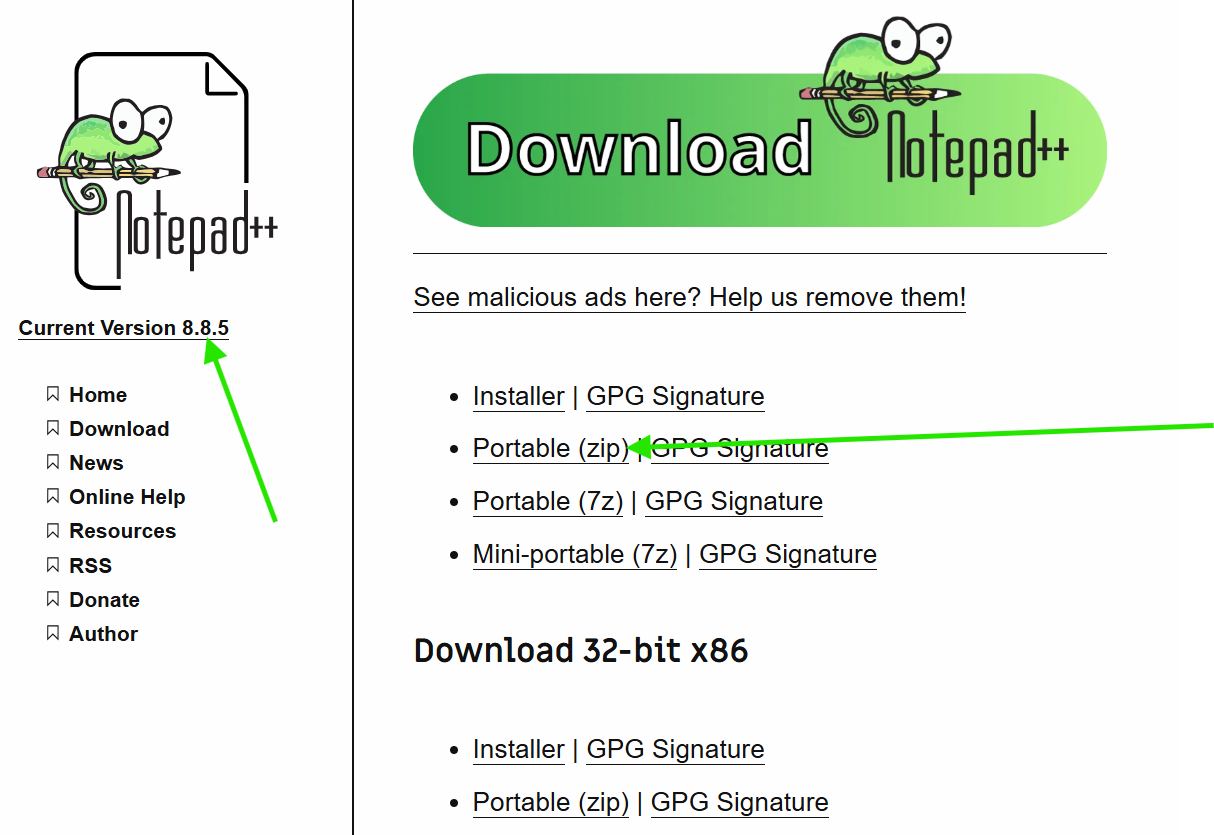 Notepad++
Current Version 8.8.5
Home
Download
News
Online Help
Resources
RSS
Donate
Author
Download Notepad++
See malicious ads here? Help us remove them!
Installer | GPG Signature
Portable (zip) | GPG Signature
Portable (7z) | GPG Signature
Mini-portable (7z) | GPG Signature
Download 32-bit x86
Installer | GPG Signature
Portable (zip) | GPG Signature